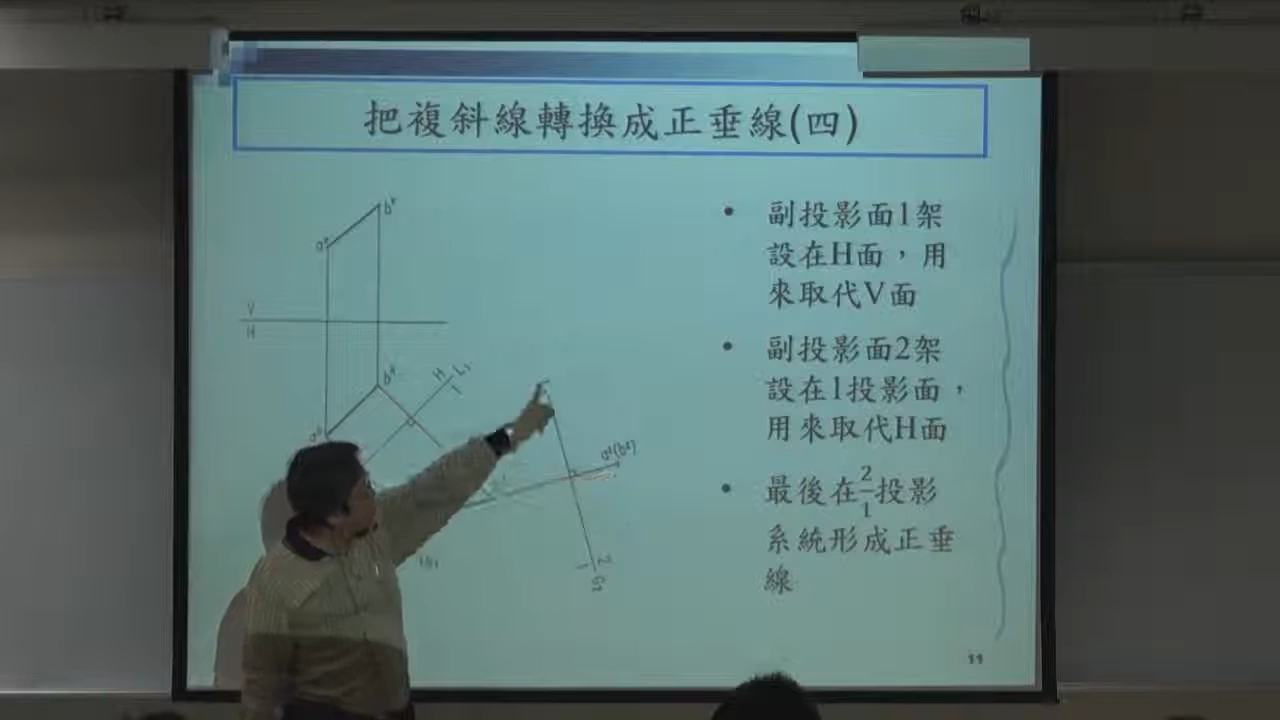 把複斜線轉換成正垂線(四)
• 副投影面1架
設在H面，用
來取代V面
• 副投影面2架
設在1投影面，
用來取代H面
• 最後在2/1投影
系統形成正垂
線
V
H
H
1
1
2
11